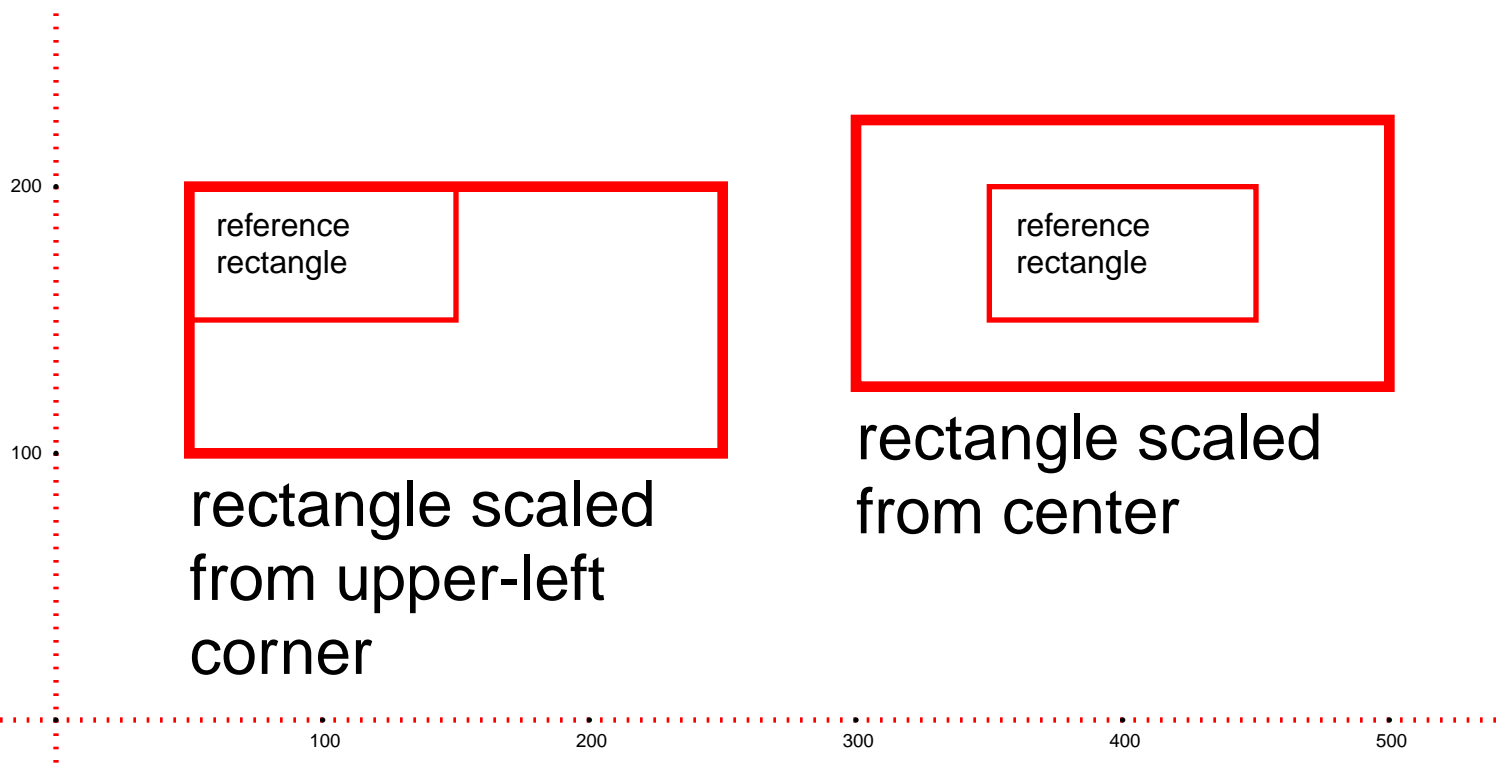 200
reference
rectangle
reference
rectangle
100
rectangle scaled
from upper-left
corner
rectangle scaled
from center
100
200
300
400
500